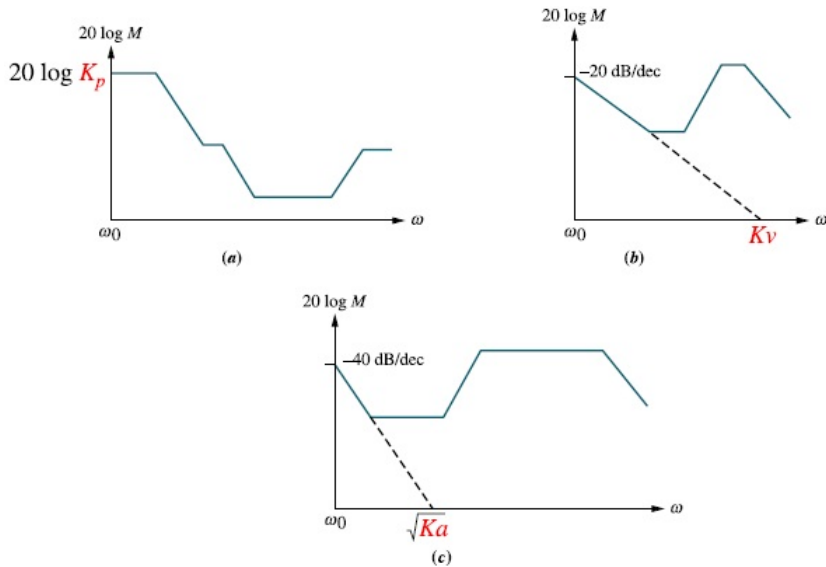 20 log M
20 log Kp
ω0
ω
(a)
20 log M
–20 dB/dec
ω0
Kv
ω
(b)
20 log M
–40 dB/dec
ω0
√Ka
ω
(c)